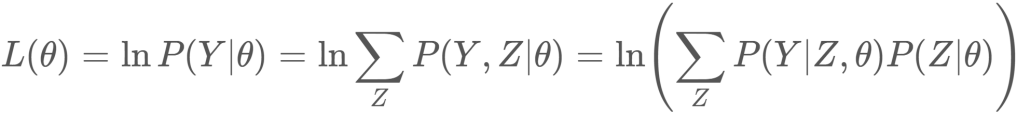 L(θ) = ln P(Y|θ) = ln ∑_Z P(Y, Z|θ) = ln(∑_Z P(Y|Z, θ)P(Z|θ))